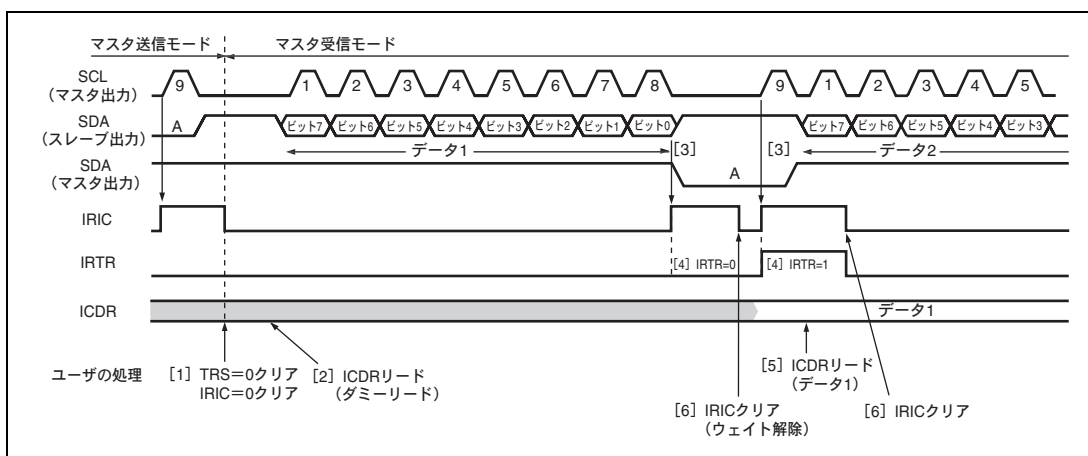 マスタ送信モード マスタ受信モード
SCL
（マスタ出力）
9 1 2 3 4 5 6 7 8 9 1 2 3 4 5
SDA
（スレーブ出力）
A ビット7 ビット6 ビット5 ビット4 ビット3 ビット2 ビット1 ビット0 ビット7 ビット6 ビット5 ビット4 ビット3
データ1 [3] [3] データ2
SDA
（マスタ出力）
A
IRIC
IRTR
[4] IRTR=0 [4] IRTR=1
ICDR
データ1
ユーザの処理
[1] TRS=0クリア
IRIC=0クリア
[2] ICDRリード
（ダミーリード）
[6] IRICクリア
（ウェイト解除）
[5] ICDRリード
（データ1）
[6] IRICクリア